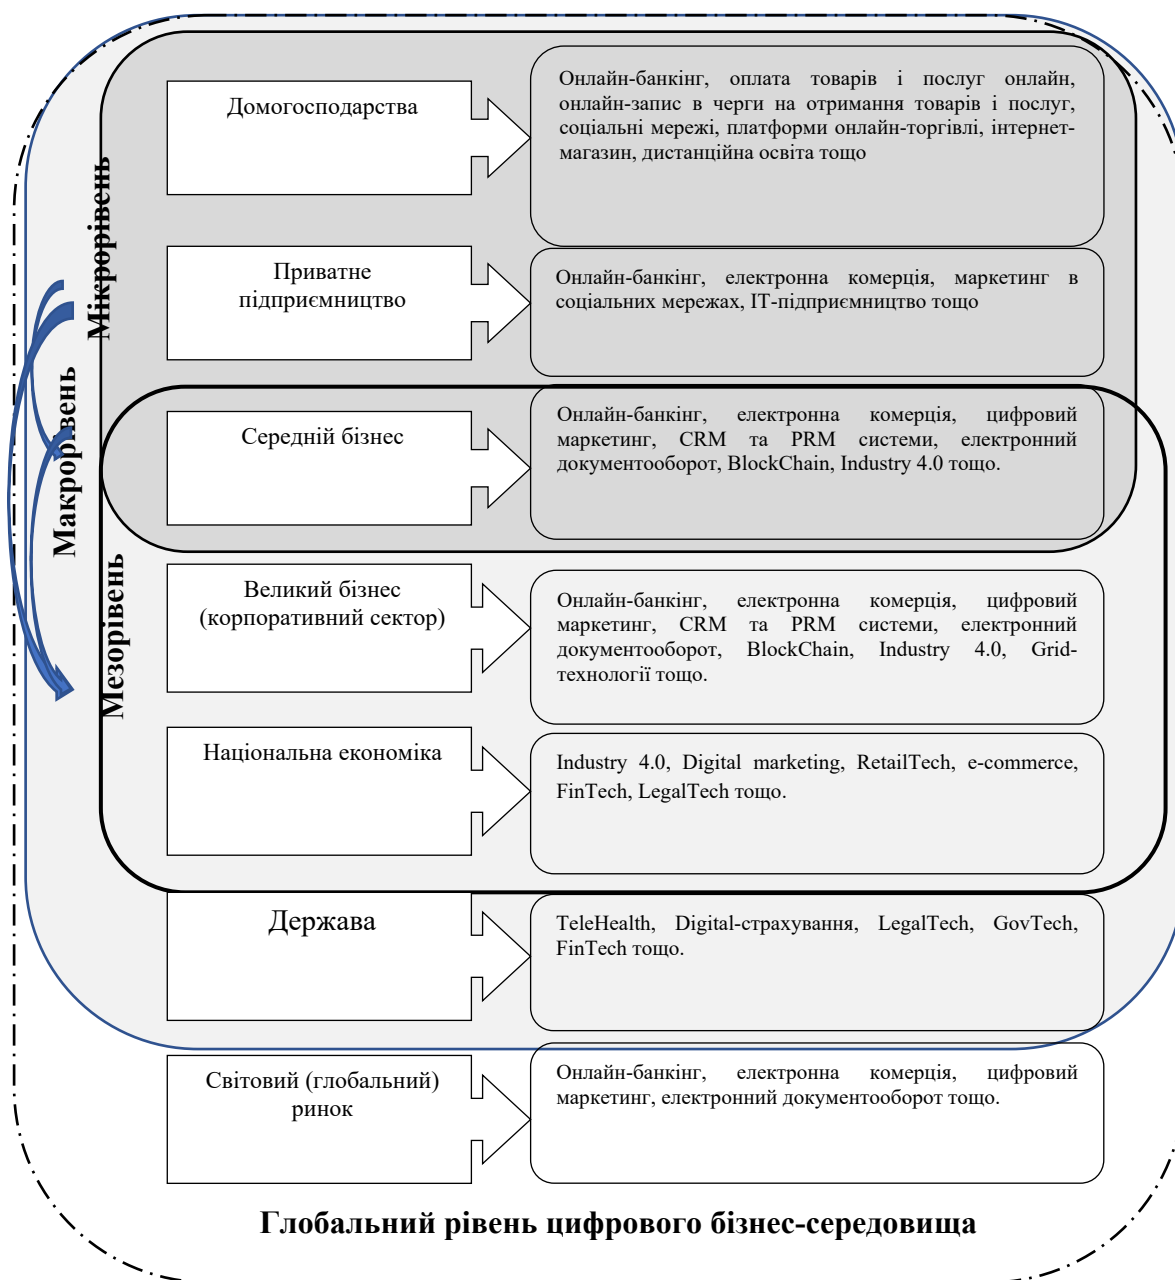 Мікрорівень
Макрорівень
Мезорівень
Домогосподарства
Онлайн-банкінг, оплата товарів і послуг онлайн,
онлайн-запис в черги на отримання товарів і послуг,
соціальні мережі, платформи онлайн-торгівлі, інтернет-
магазин, дистанційна освіта тощо
Приватне
підприємництво
Онлайн-банкінг, електронна комерція, маркетинг в
соціальних мережах, ІТ-підприємництво тощо
Середній бізнес
Онлайн-банкінг, електронна комерція, цифровий
маркетинг, CRM та PRM системи, електронний
документооборот, BlockChain, Industry 4.0 тощо.
Великий бізнес
(корпоративний сектор)
Онлайн-банкінг, електронна комерція, цифровий
маркетинг, CRM та PRM системи, електронний
документооборот, BlockChain, Industry 4.0, Grid-
технології тощо.
Національна економіка
Industry 4.0, Digital marketing, RetailTech, e-commerce,
FinTech, LegalTech тощо.
Держава
TeleHealth, Digital-страхування, LegalTech, GovTech,
FinTech тощо.
Світовий (глобальний)
ринок
Онлайн-банкінг, електронна комерція, цифровий
маркетинг, електронний документооборот тощо.
Глобальний рівень цифрового бізнес-середовища